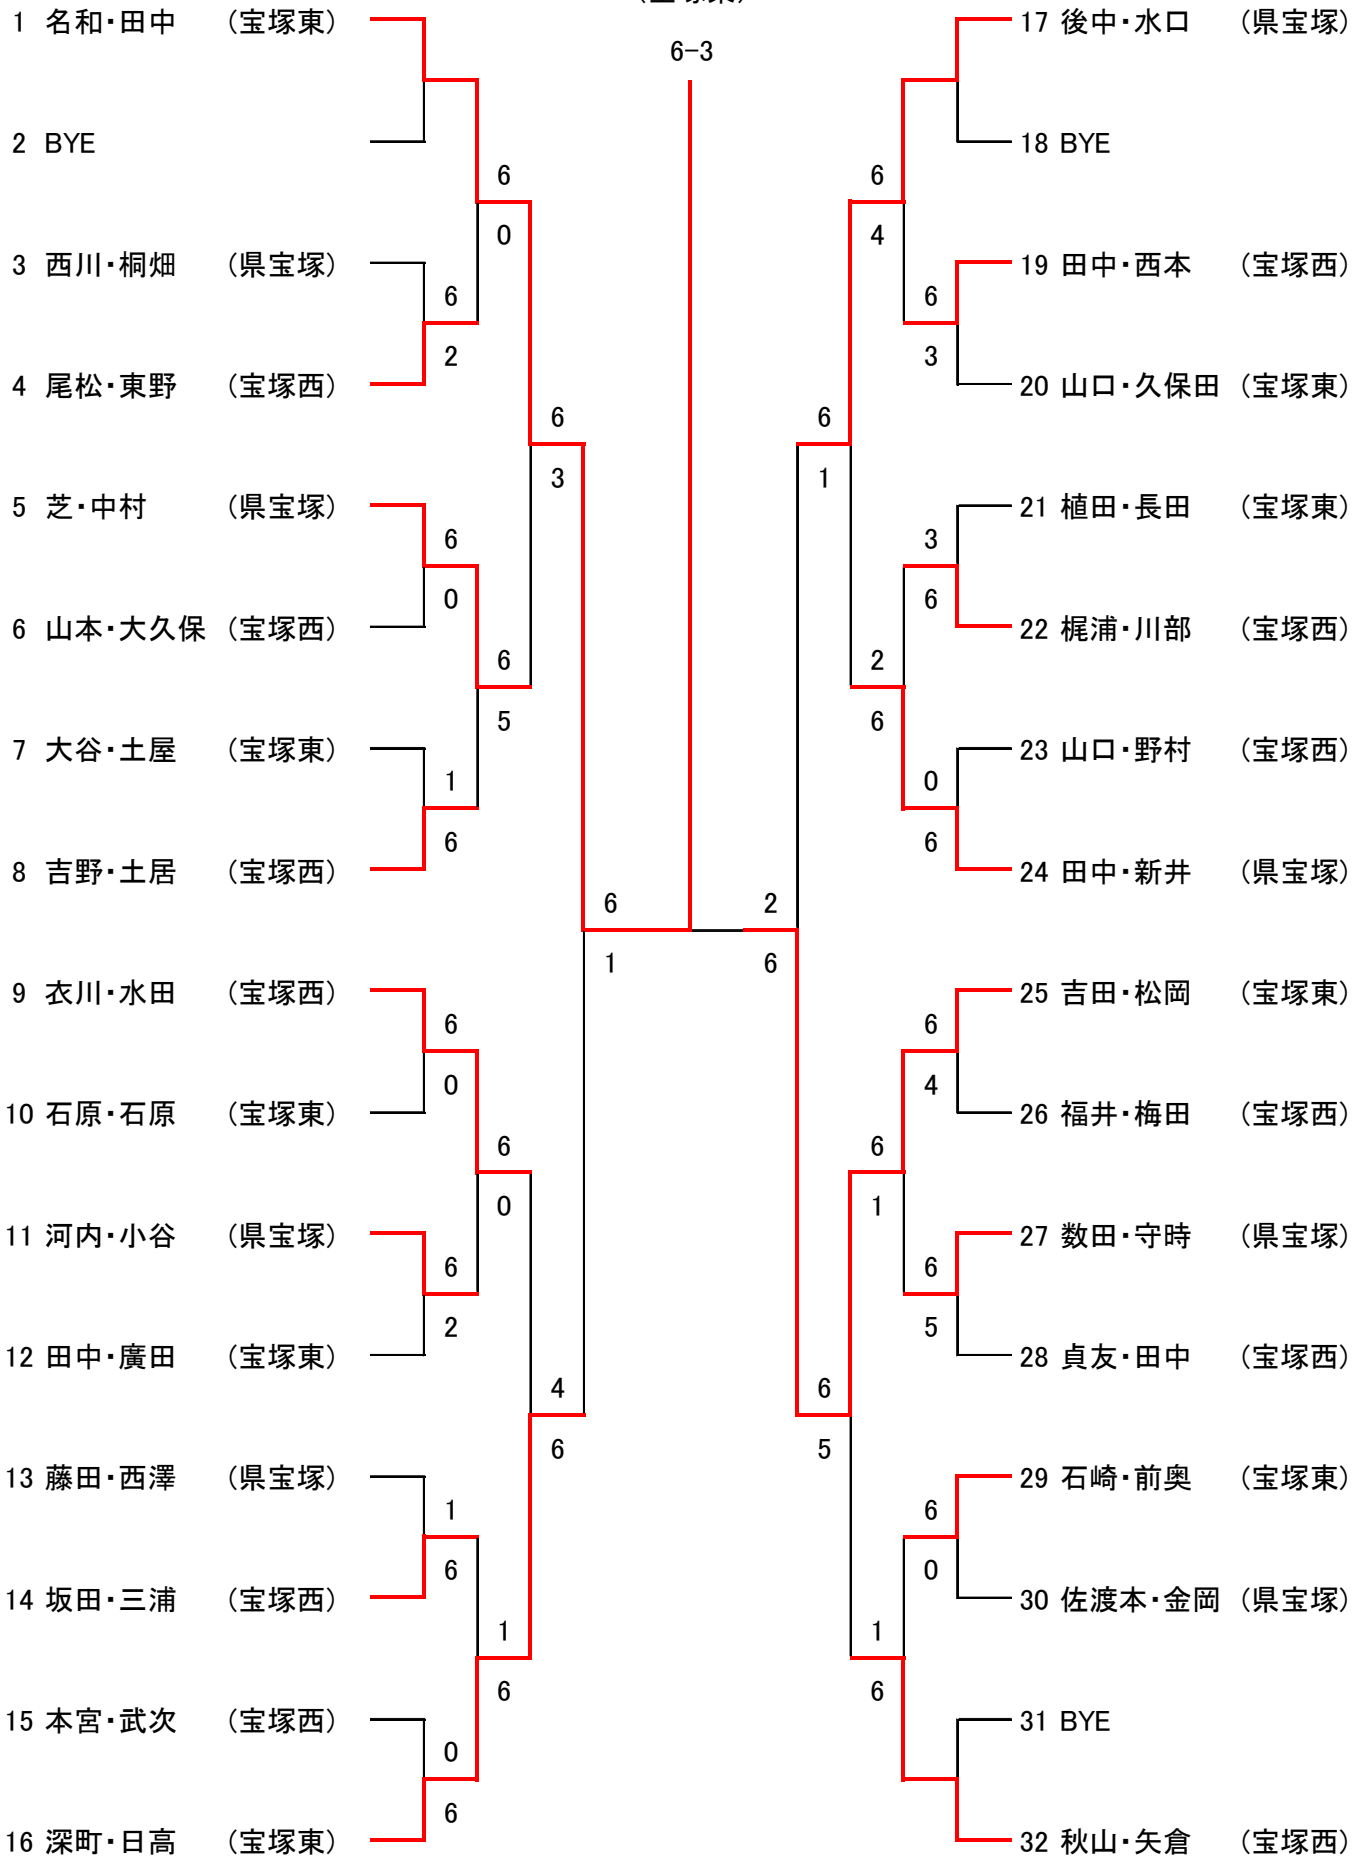 6-3
1 名和・田中 （宝塚東）
2 BYE
6
0
3 西川・桐畑 （県宝塚）
6
2
4 尾松・東野 （宝塚西）
6
3
5 芝・中村 （県宝塚）
6
0
6 山本・大久保 （宝塚西）
6
5
7 大谷・土屋 （宝塚東）
1
6
8 吉野・土居 （宝塚西）
6
1
9 衣川・水田 （宝塚西）
6
0
10 石原・石原 （宝塚東）
6
0
11 河内・小谷 （県宝塚）
6
2
12 田中・廣田 （宝塚東）
4
6
13 藤田・西澤 （県宝塚）
1
6
14 坂田・三浦 （宝塚西）
1
6
15 本宮・武次 （宝塚西）
0
6
16 深町・日高 （宝塚東）
17 後中・水口 （県宝塚）
18 BYE
6
4
19 田中・西本 （宝塚西）
6
3
20 山口・久保田 （宝塚東）
6
1
21 植田・長田 （宝塚東）
3
6
22 梶浦・川部 （宝塚西）
2
6
23 山口・野村 （宝塚西）
0
6
24 田中・新井 （県宝塚）
2
6
25 吉田・松岡 （宝塚東）
6
4
26 福井・梅田 （宝塚西）
6
1
27 数田・守時 （県宝塚）
6
5
28 貞友・田中 （宝塚西）
6
5
29 石崎・前奥 （宝塚東）
6
0
30 佐渡本・金岡 （県宝塚）
1
6
31 BYE
32 秋山・矢倉 （宝塚西）